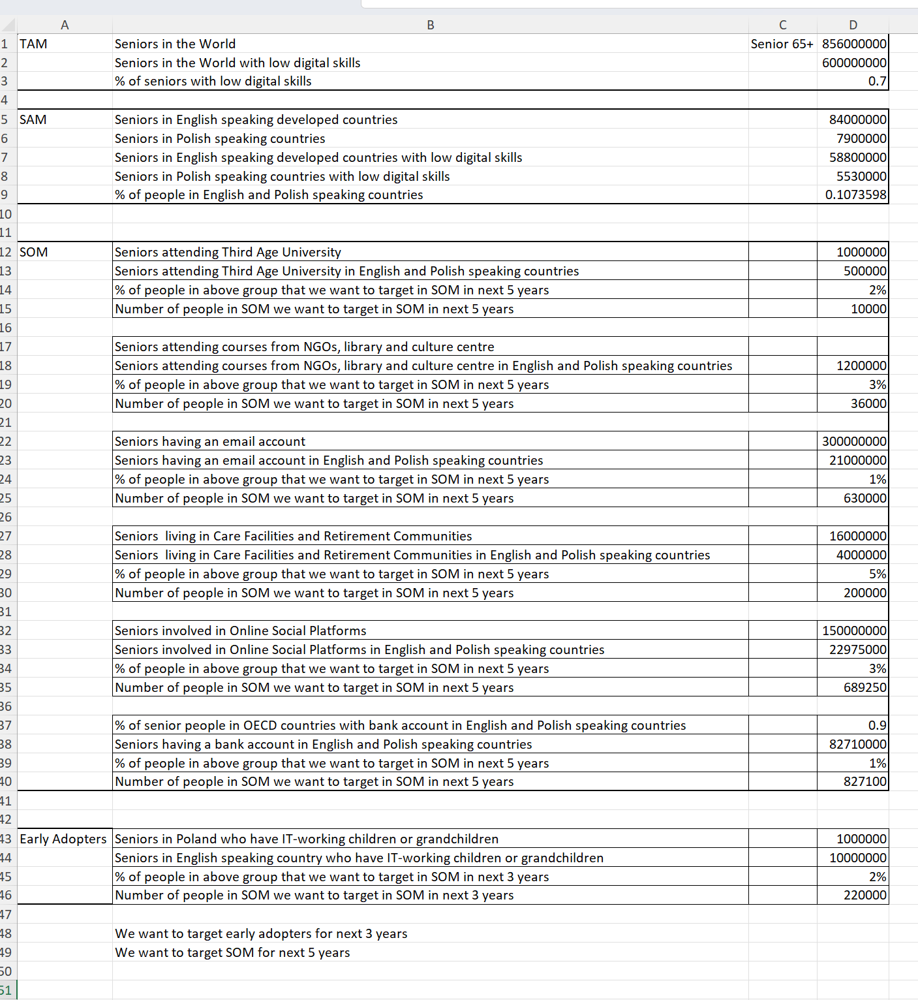 A B C D
1 TAM Seniors in the World Senior 65+ 856000000
2 Seniors in the World with low digital skills 600000000
3 % of seniors with low digital skills 0.7
4
5 SAM Seniors in English speaking developed countries 84000000
6 Seniors in Polish speaking countries 7900000
7 Seniors in English speaking developed countries with low digital skills 58800000
8 Seniors in Polish speaking countries with low digital skills 5530000
9 % of people in English and Polish speaking countries 0.1073598
10
11
12 SOM Seniors attending Third Age University 1000000
13 Seniors attending Third Age University in English and Polish speaking countries 500000
14 % of people in above group that we want to target in SOM in next 5 years 2%
15 Number of people in SOM we want to target in SOM in next 5 years 10000
16
17 Seniors attending courses from NGOs, library and culture centre
18 Seniors attending courses from NGOs, library and culture centre in English and Polish speaking countries 1200000
19 % of people in above group that we want to target in SOM in next 5 years 3%
20 Number of people in SOM we want to target in SOM in next 5 years 36000
21
22 Seniors having an email account 300000000
23 Seniors having an email account in English and Polish speaking countries 21000000
24 % of people in above group that we want to target in SOM in next 5 years 1%
25 Number of people in SOM we want to target in SOM in next 5 years 630000
26
27 Seniors  living in Care Facilities and Retirement Communities 16000000
28 Seniors  living in Care Facilities and Retirement Communities in English and Polish speaking countries 4000000
29 % of people in above group that we want to target in SOM in next 5 years 5%
30 Number of people in SOM we want to target in SOM in next 5 years 200000
31
32 Seniors involved in Online Social Platforms 150000000
33 Seniors involved in Online Social Platforms in English and Polish speaking countries 22975000
34 % of people in above group that we want to target in SOM in next 5 years 3%
35 Number of people in SOM we want to target in SOM in next 5 years 689250
36
37 % of senior people in OECD countries with bank account in English and Polish speaking countries 0.9
38 Seniors having a bank account in English and Polish speaking countries 82710000
39 % of people in above group that we want to target in SOM in next 5 years 1%
40 Number of people in SOM we want to target in SOM in next 5 years 827100
41
42
43 Early Adopters Seniors in Poland who have IT-working children or grandchildren 1000000
44 Seniors in English speaking country who have IT-working children or grandchildren 10000000
45 % of people in above group that we want to target in SOM in next 3 years 2%
46 Number of people in SOM we want to target in SOM in next 3 years 220000
47
48 We want to target early adopters for next 3 years
49 We want to target SOM for next 5 years
50
51